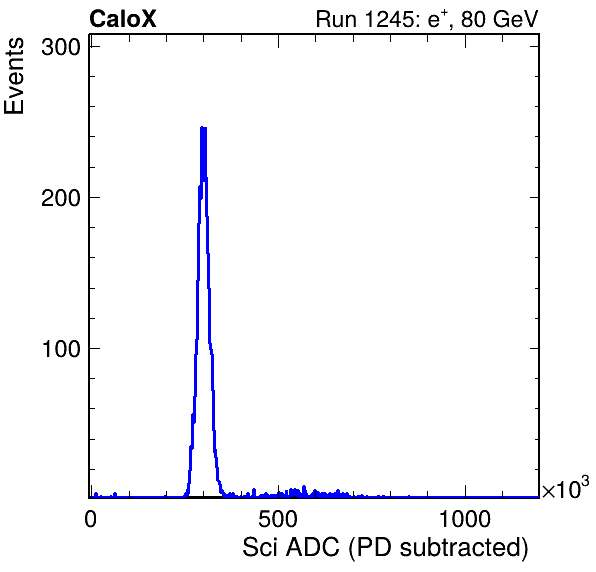 CaloX Run 1245: e⁺, 80 GeV
Events
300
200
100
0 500 1000 ×10³
Sci ADC (PD subtracted)